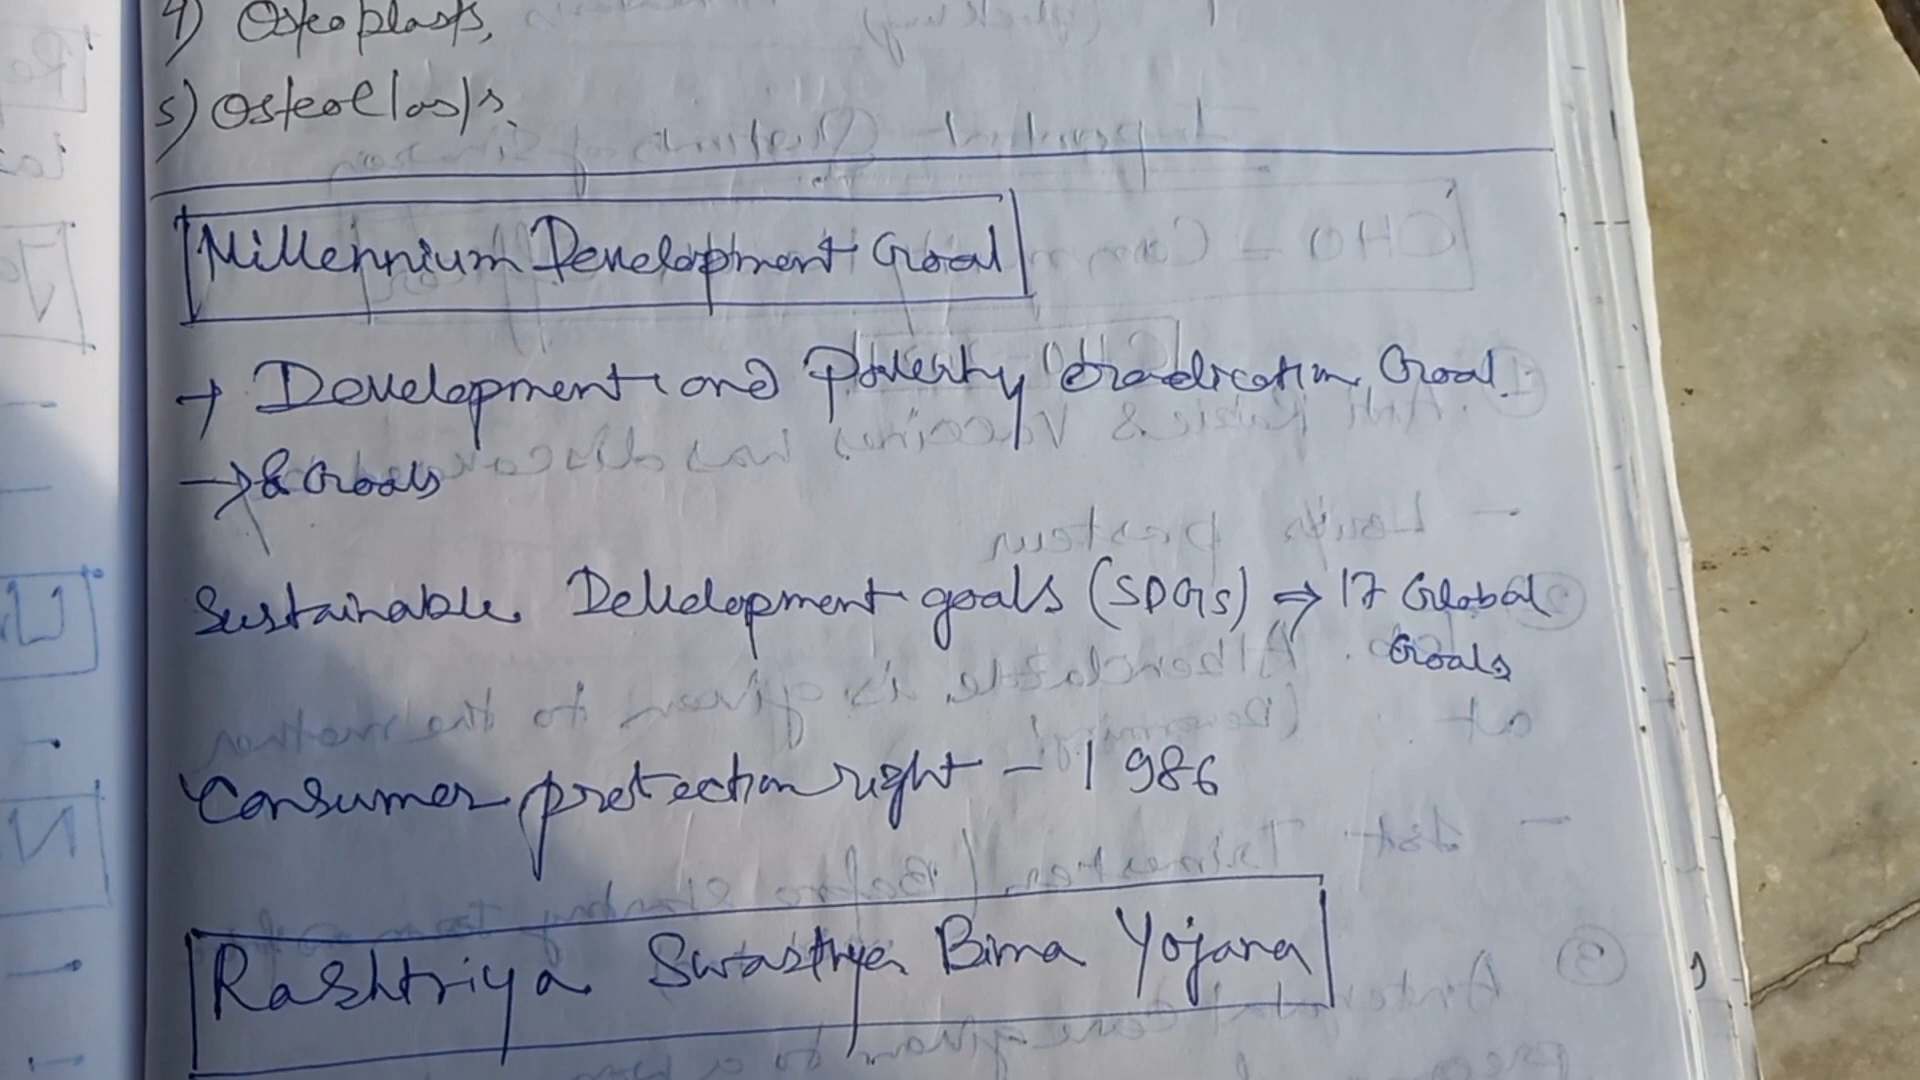 4) Osteoplasts,
5) Osteoclasts.
Millennium Development Goal
→ Development and Poverty eradication Goal.
→ 8 Goals
Sustainable Development goals (SDGs) ⇒ 17 Global
Goals
Consumer protection right - 1986
Rashtriya Swasthya Bima Yojana